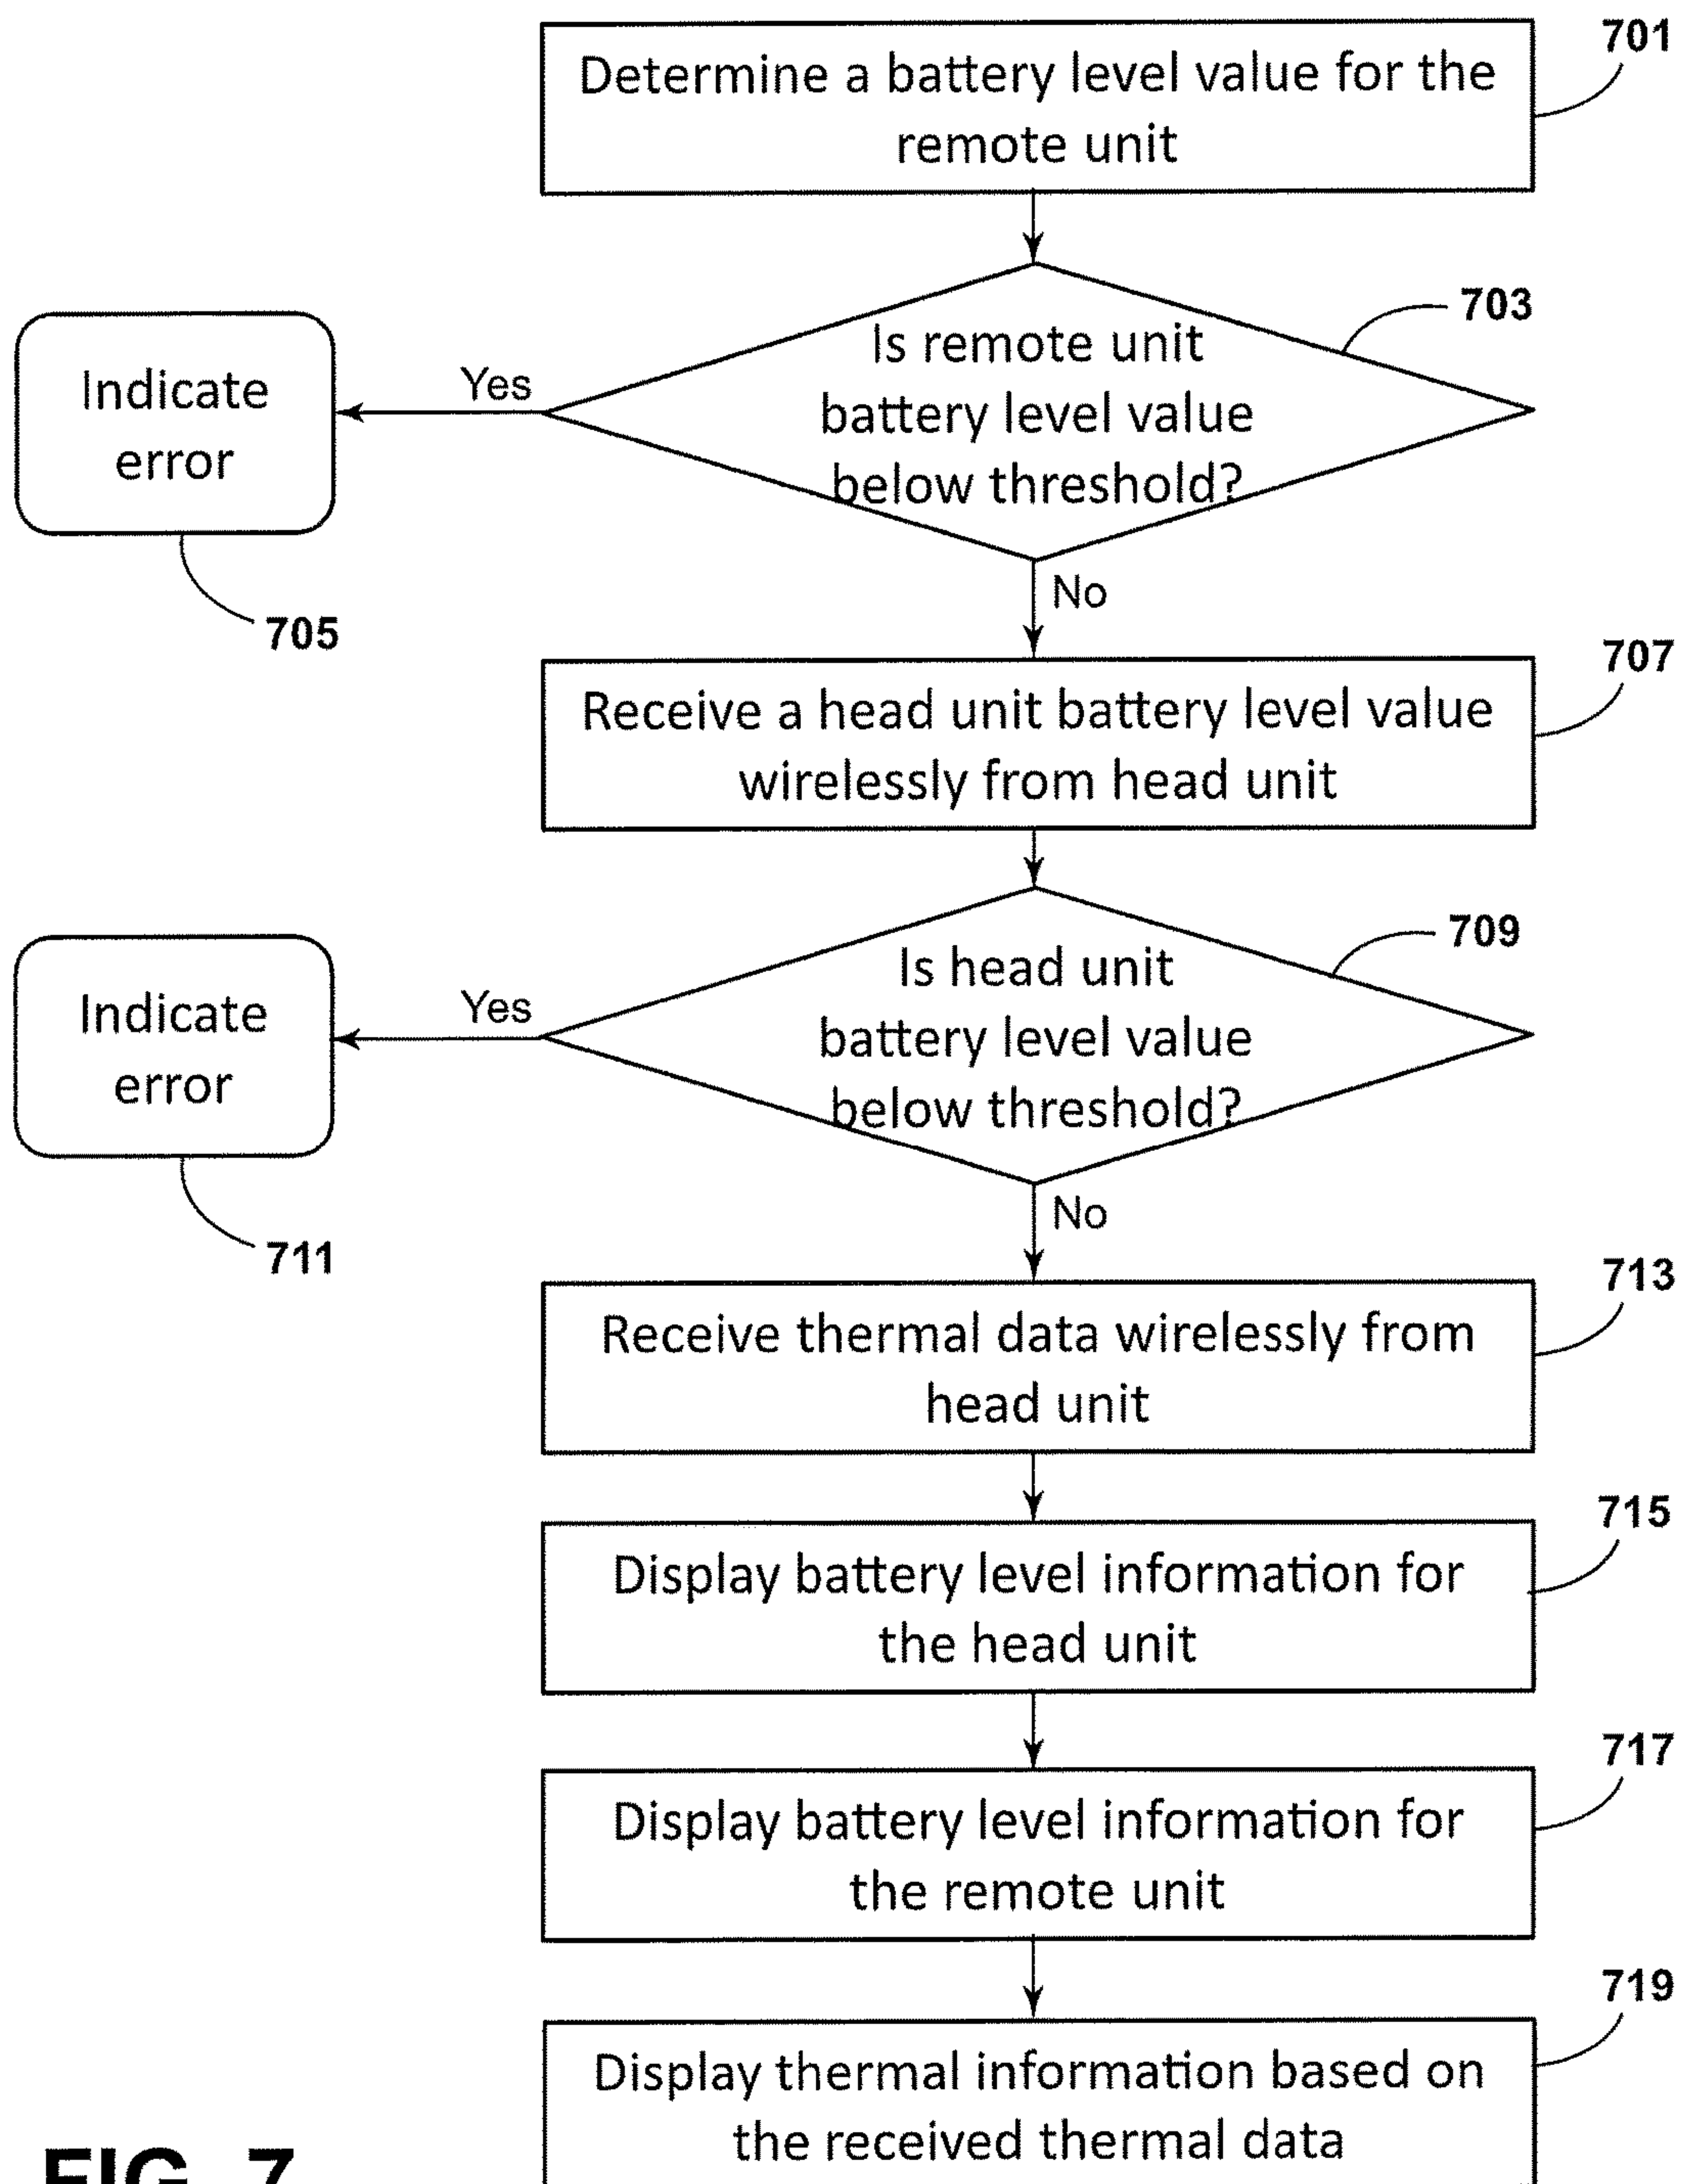 701
Determine a battery level value for the
remote unit
703
Is remote unit
battery level value
below threshold?
Yes
Indicate
error
705
No
707
Receive a head unit battery level value
wirelessly from head unit
709
Is head unit
battery level value
below threshold?
Yes
Indicate
error
711
No
713
Receive thermal data wirelessly from
head unit
715
Display battery level information for
the head unit
717
Display battery level information for
the remote unit
719
Display thermal information based on
the received thermal data
FIG. 7